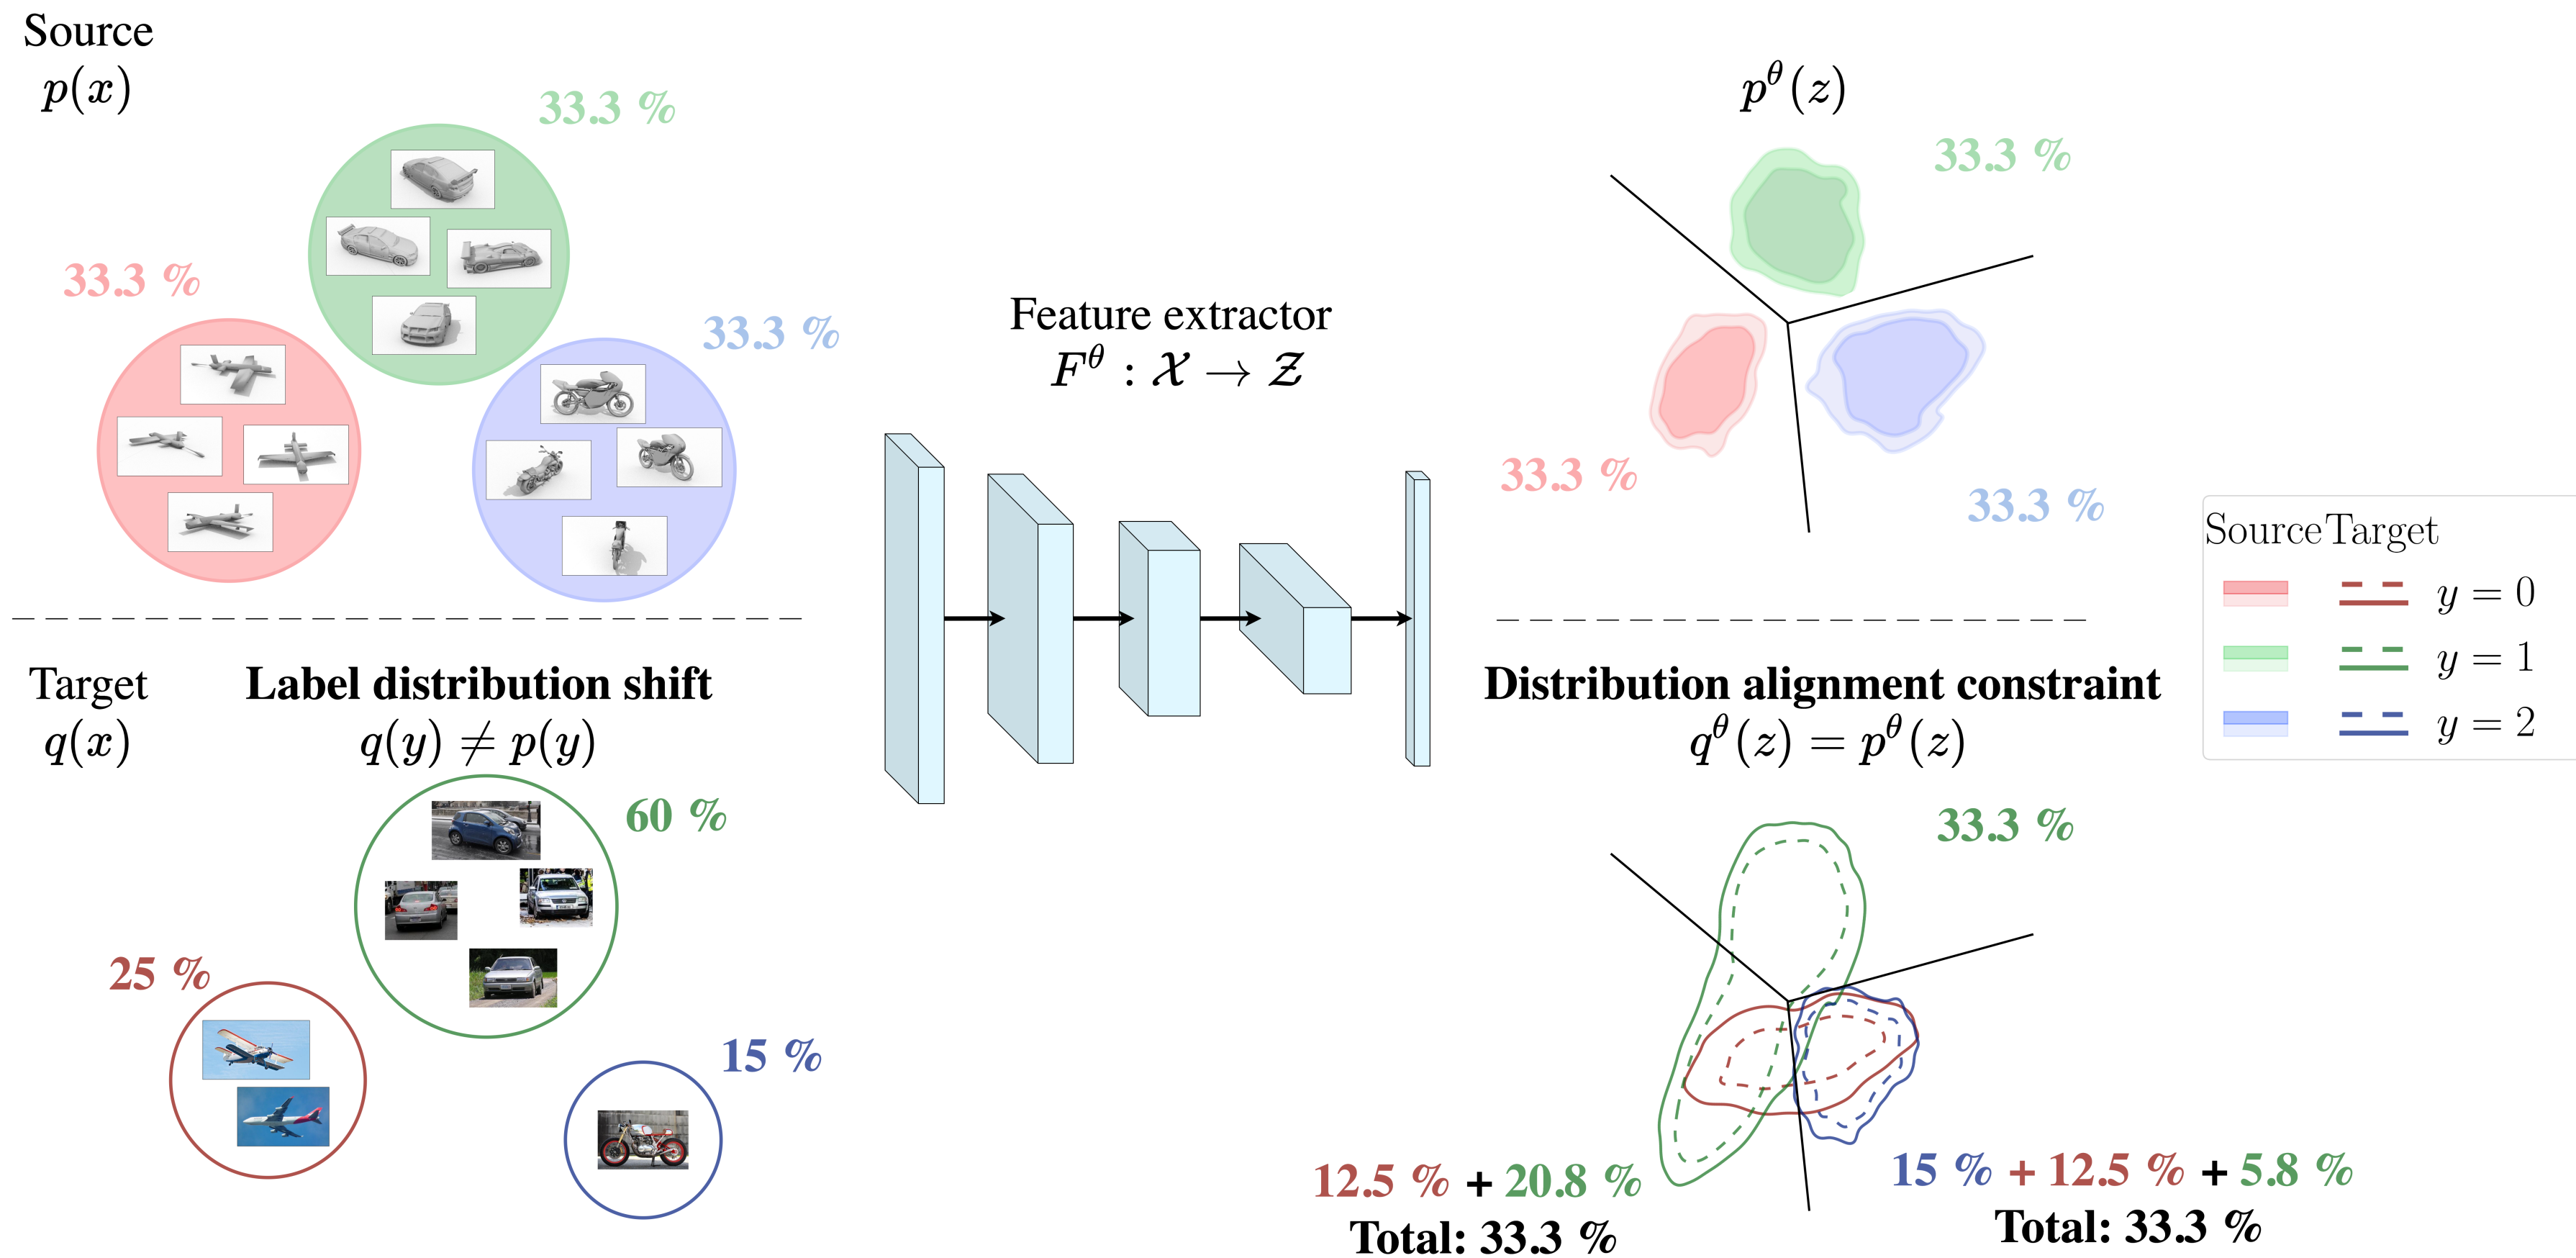 Source
p(x)
33.3 %
33.3 %
33.3 %
Target
q(x)
Label distribution shift
q(y) ≠ p(y)
60 %
25 %
15 %
Feature extractor
F^θ : 𝒳 → 𝒵
p^θ(z)
33.3 %
33.3 %
33.3 %
Distribution alignment constraint
q^θ(z) = p^θ(z)
33.3 %
12.5 % + 20.8 %
Total: 33.3 %
15 % + 12.5 % + 5.8 %
Total: 33.3 %
Source Target
y = 0
y = 1
y = 2